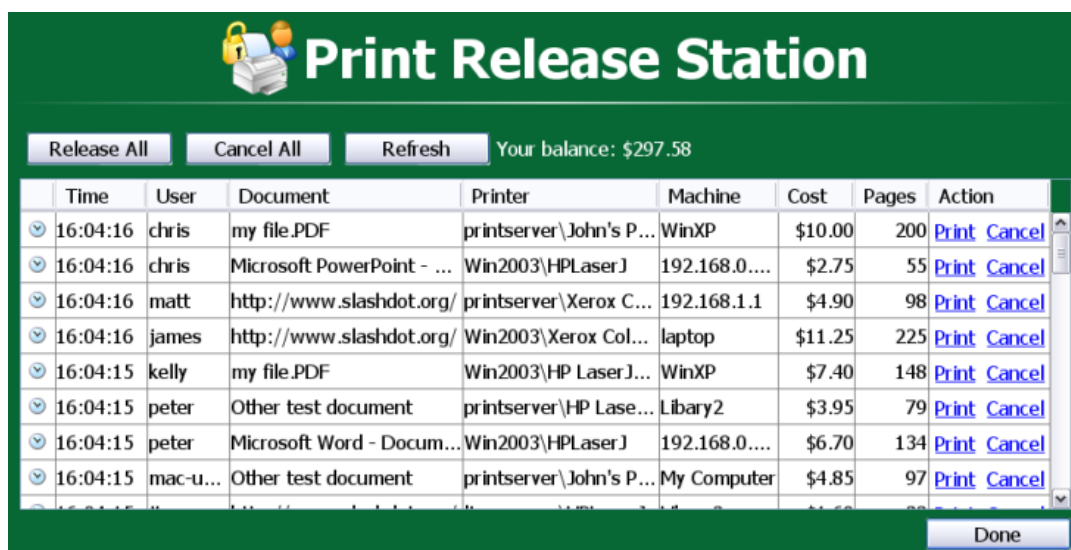 Print Release Station
Release All Cancel All Refresh Your balance: $297.58
Time User Document Printer Machine Cost Pages Action
16:04:16 chris my file.PDF printserver\John's P... WinXP $10.00 200 Print Cancel
16:04:16 chris Microsoft PowerPoint - ... Win2003\HPLaserJ 192.168.0.... $2.75 55 Print Cancel
16:04:16 matt http://www.slashdot.org/ printserver\Xerox C... 192.168.1.1 $4.90 98 Print Cancel
16:04:16 james http://www.slashdot.org/ Win2003\Xerox Col... laptop $11.25 225 Print Cancel
16:04:15 kelly my file.PDF Win2003\HP LaserJ... WinXP $7.40 148 Print Cancel
16:04:15 peter Other test document printserver\HP Lase... Libary2 $3.95 79 Print Cancel
16:04:15 peter Microsoft Word - Docum... Win2003\HPLaserJ 192.168.0.... $6.70 134 Print Cancel
16:04:15 mac-u... Other test document printserver\John's P... My Computer $4.85 97 Print Cancel
Done